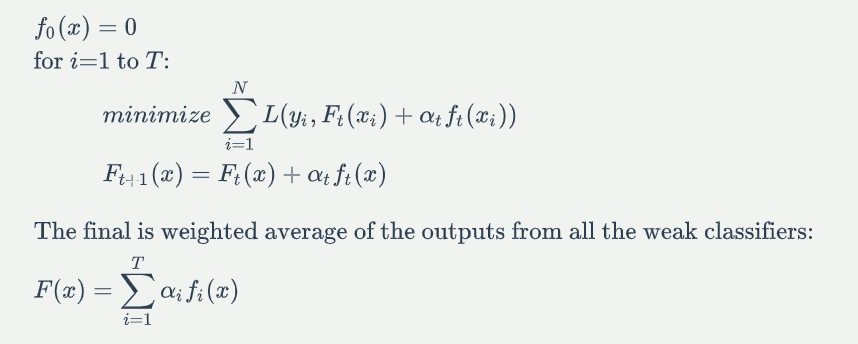 f₀(x) = 0
for i=1 to T:
minimize ∑_{i=1}^{N} L(yᵢ, Fₜ(xᵢ) + αₜfₜ(xᵢ))
Fₜ₊₁(x) = Fₜ(x) + αₜfₜ(x)
The final is weighted average of the outputs from all the weak classifiers:
F(x) = ∑_{i=1}^{T} αᵢfᵢ(x)